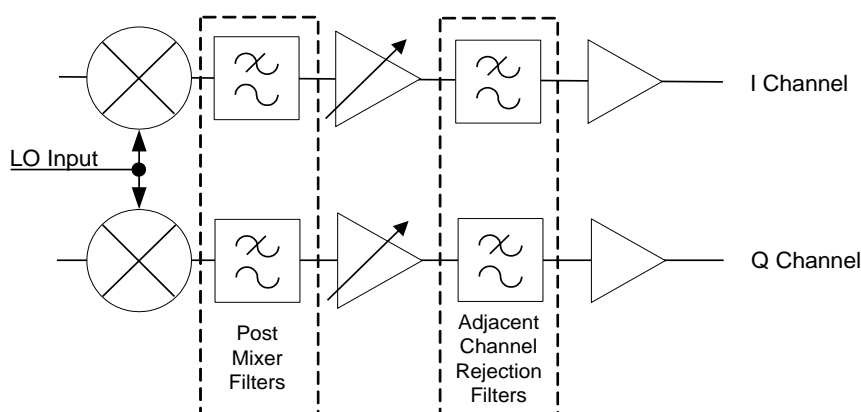 I Channel
LO Input
Q Channel
Post
Mixer
Filters
Adjacent
Channel
Rejection
Filters